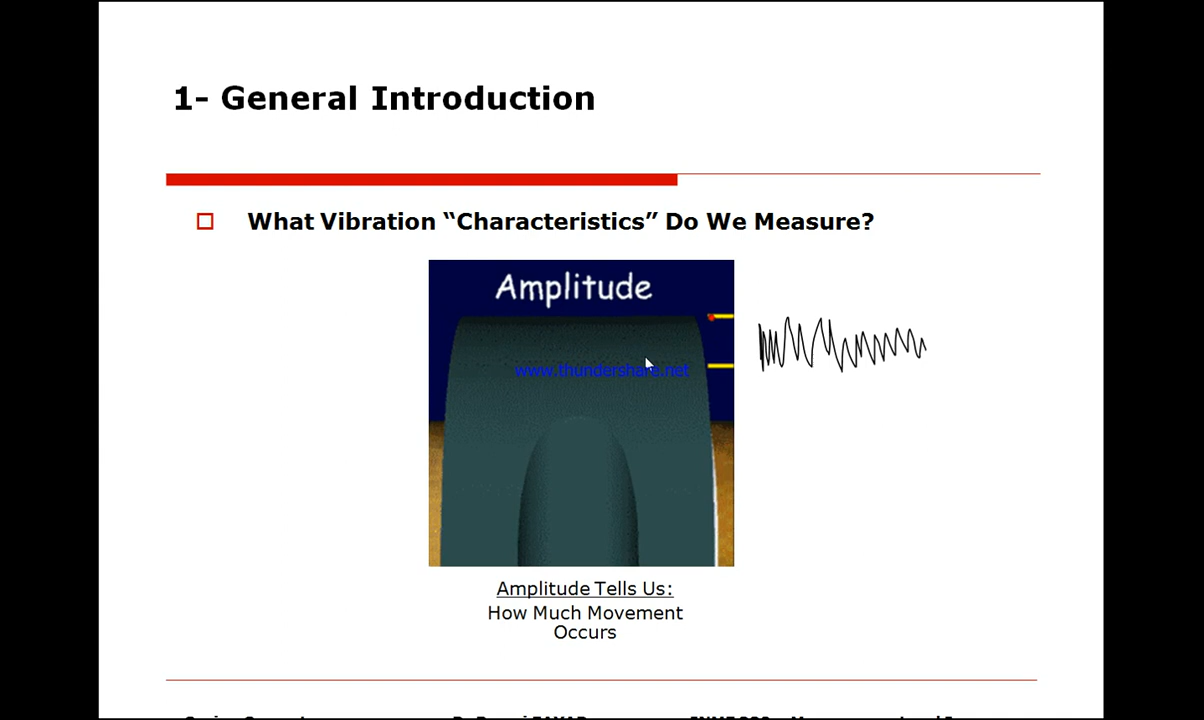 1- General Introduction
What Vibration “Characteristics” Do We Measure?
Amplitude
www.thundershare.net
Amplitude Tells Us:
How Much Movement
Occurs